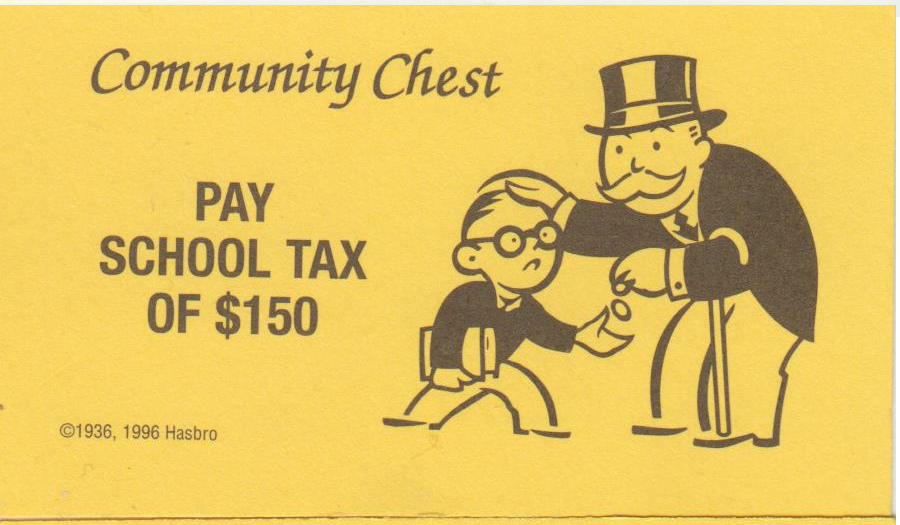 Community Chest
PAY
SCHOOL TAX
OF $150
©1936, 1996 Hasbro